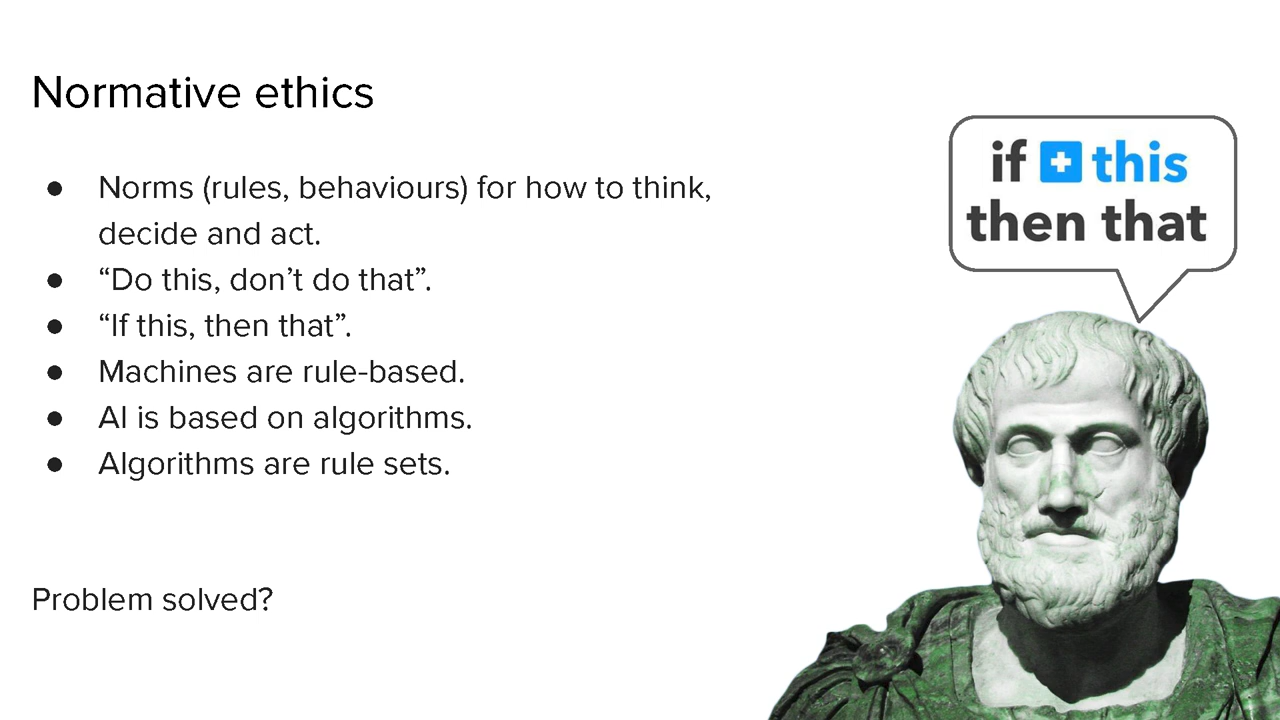 Normative ethics
if + this
then that
● Norms (rules, behaviours) for how to think,
decide and act.
● “Do this, don’t do that”.
● “If this, then that”.
● Machines are rule-based.
● AI is based on algorithms.
● Algorithms are rule sets.
Problem solved?